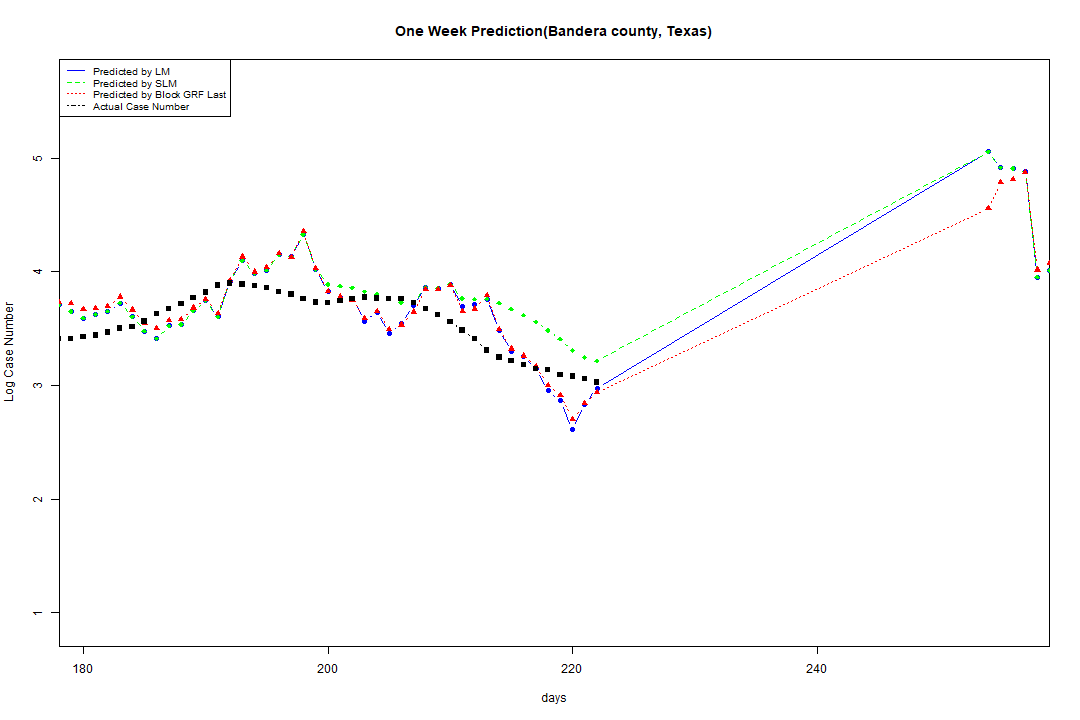 One Week Prediction(Bandera county, Texas)
Predicted by LM
Predicted by SLM
Predicted by Block GRF Last
Actual Case Number
5
4
3
2
1
Log Case Number
180 200 220 240
days